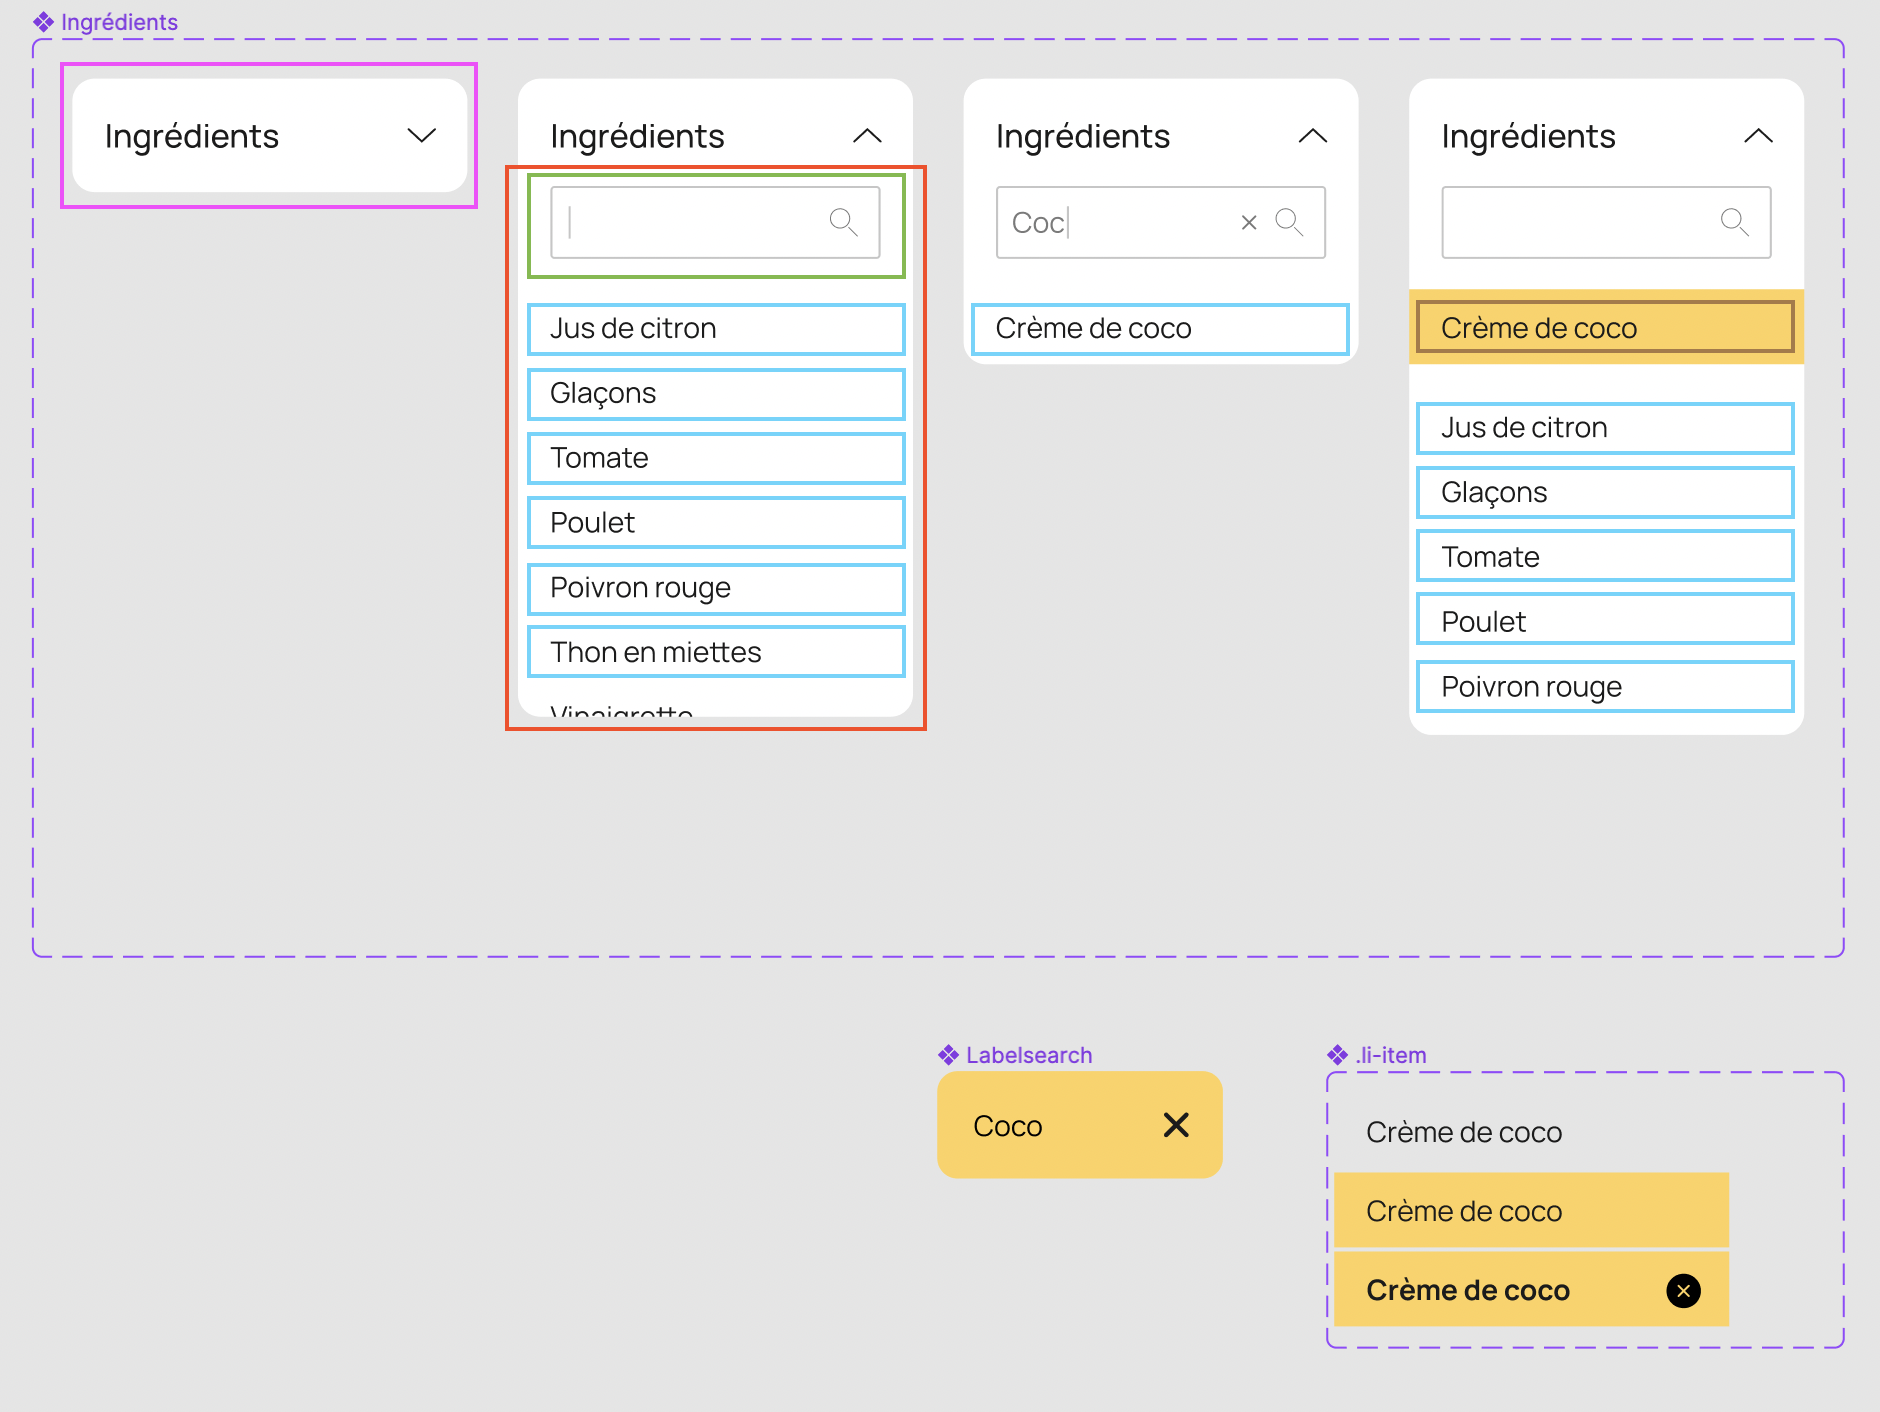 Ingrédients
Ingrédients
Jus de citron
Glaçons
Tomate
Poulet
Poivron rouge
Thon en miettes
Vinaigrette
Ingrédients
Ingrédients
Coc
Crème de coco
Ingrédients
Crème de coco
Jus de citron
Glaçons
Tomate
Poulet
Poivron rouge
Labelsearch
Coco
.li-item
Crème de coco
Crème de coco
Crème de coco